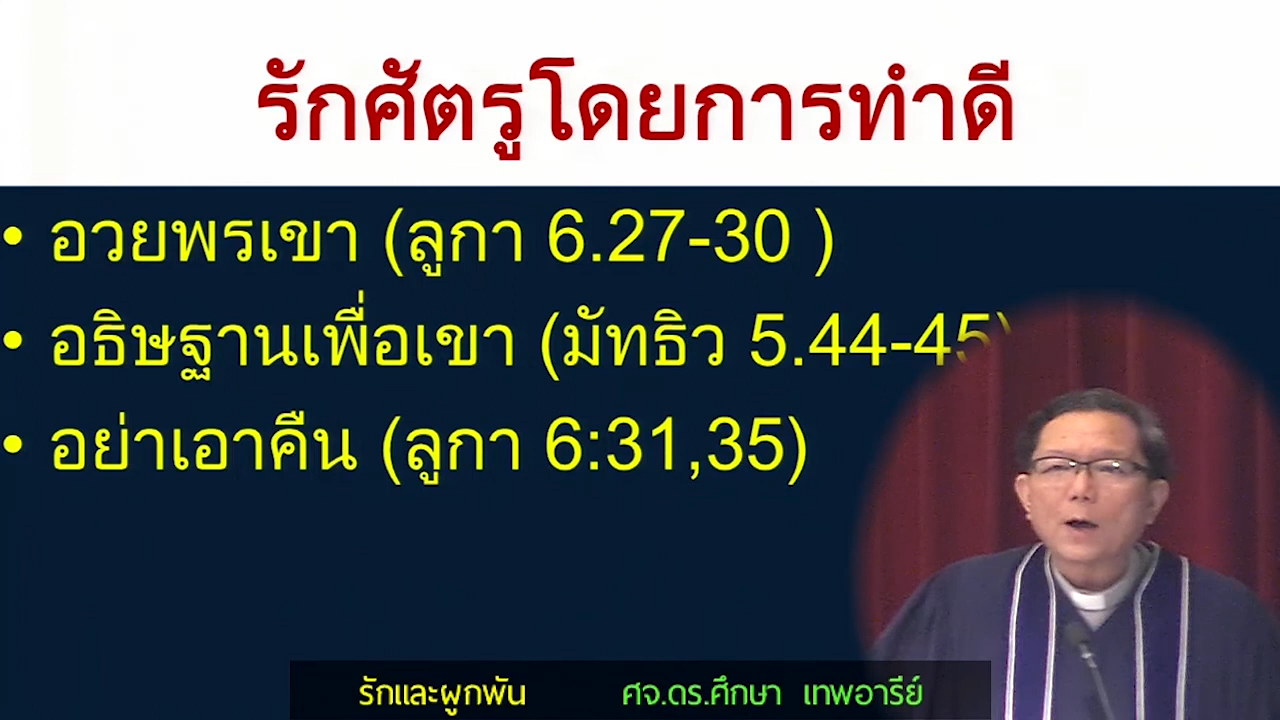 รักศัตรูโดยการทำดี
• อวยพรเขา (ลูกา 6.27-30 )
• อธิษฐานเพื่อเขา (มัทธิว 5.44-45)
• อย่าเอาคืน (ลูกา 6:31,35)
รักและผูกพัน ศจ.ดร.ศึกษา เทพอารีย์